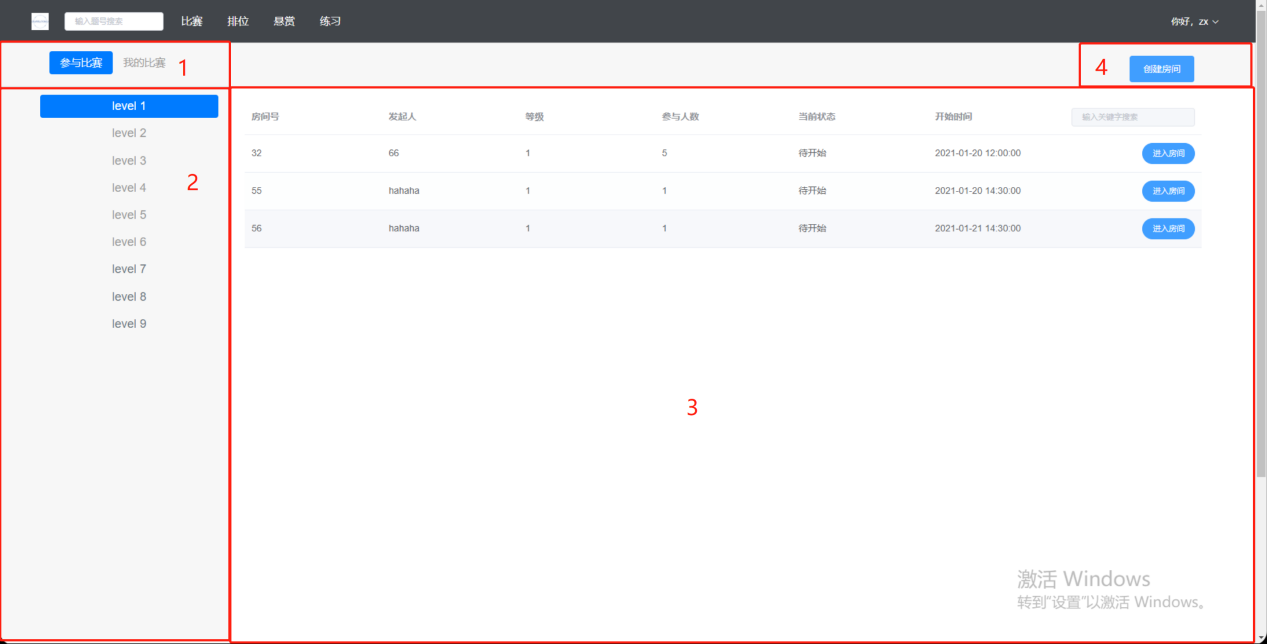 输入题号搜索 比赛 排位 悬赏 练习 你好，zx
参与比赛 我的比赛 1 4 创建房间
level 1
level 2
level 3
level 4
level 5
level 6
level 7
level 8
level 9
2
房间号 发起人 等级 参与人数 当前状态 开始时间 输入关键字搜索
32 66 1 5 待开始 2021-01-20 12:00:00 进入房间
55 hahaha 1 1 待开始 2021-01-20 14:30:00 进入房间
56 hahaha 1 1 待开始 2021-01-21 14:30:00 进入房间
3
激活 Windows
转到"设置"以激活 Windows。